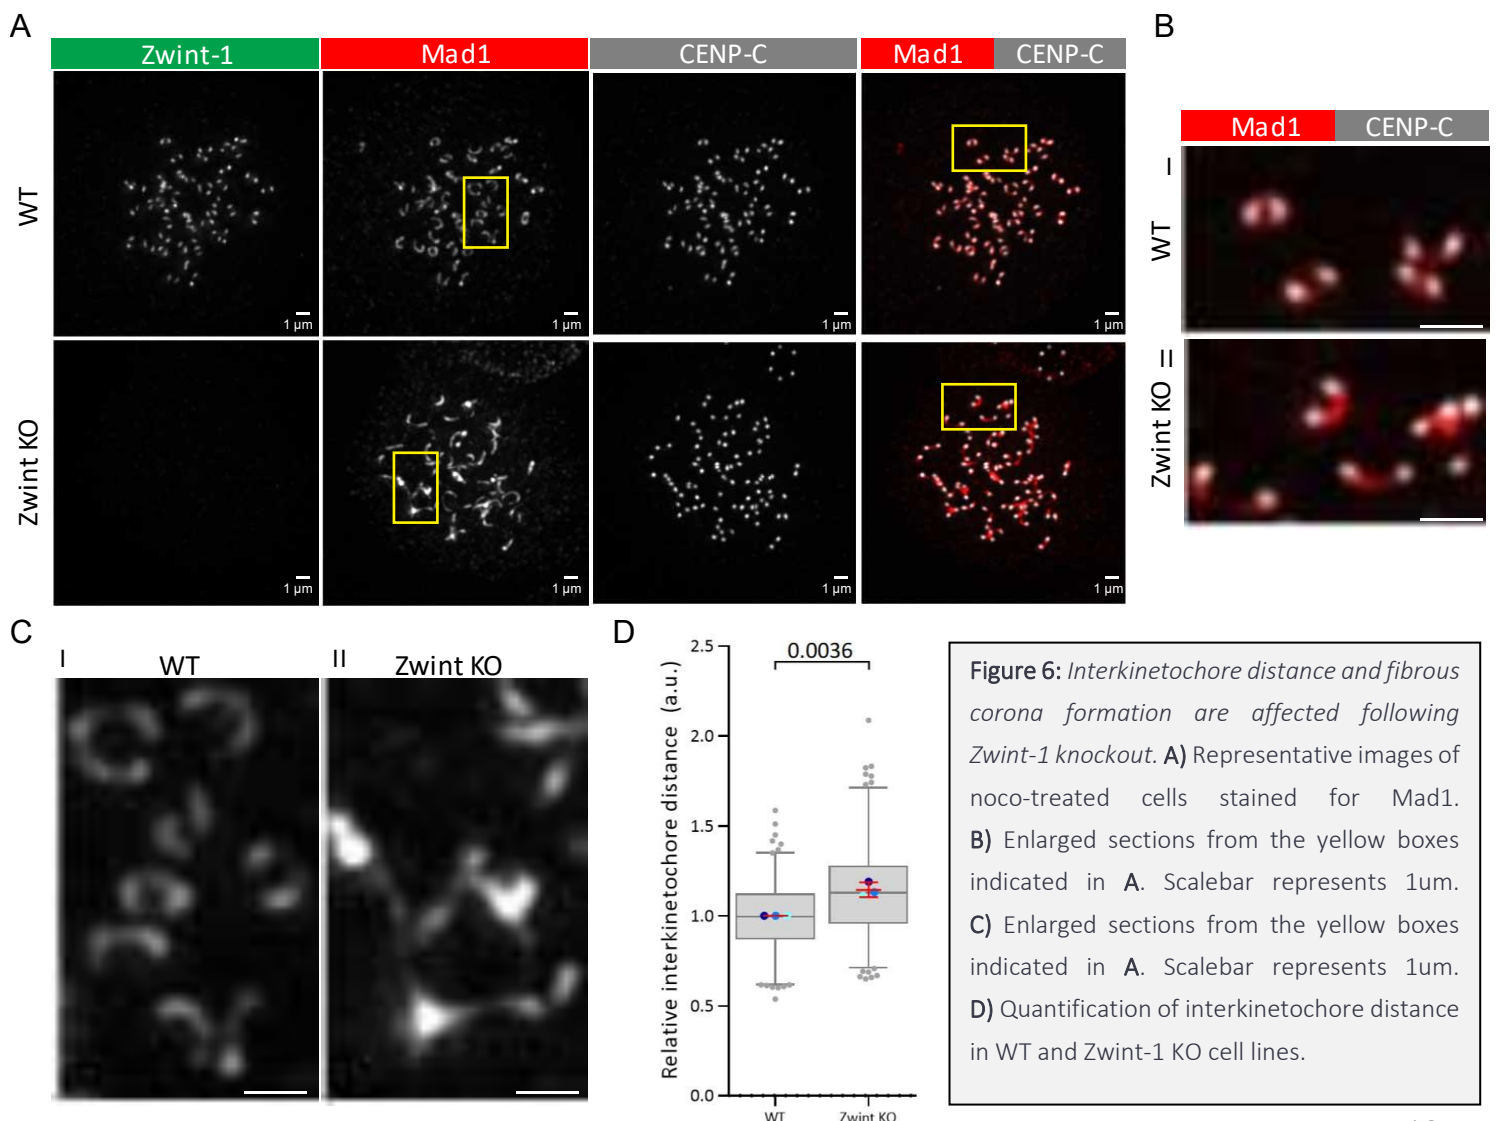 A
B
Zwint-1
Mad1
CENP-C
Mad1
CENP-C
WT
1 µm
1 µm
1 µm
1 µm
Zwint KO
1 µm
1 µm
1 µm
1 µm
Mad1
CENP-C
I
WT
II
Zwint KO
C
I
WT
II
Zwint KO
D
0.0036
Relative interkinetochore distance (a.u.)
2.5
2.0
1.5
1.0
0.5
0.0
WT
Zwint KO
Figure 6: Interkinetochore distance and fibrous
corona formation are affected following
Zwint-1 knockout. A) Representative images of
noco-treated cells stained for Mad1.
B) Enlarged sections from the yellow boxes
indicated in A. Scalebar represents 1um.
C) Enlarged sections from the yellow boxes
indicated in A. Scalebar represents 1um.
D) Quantification of interkinetochore distance
in WT and Zwint-1 KO cell lines.